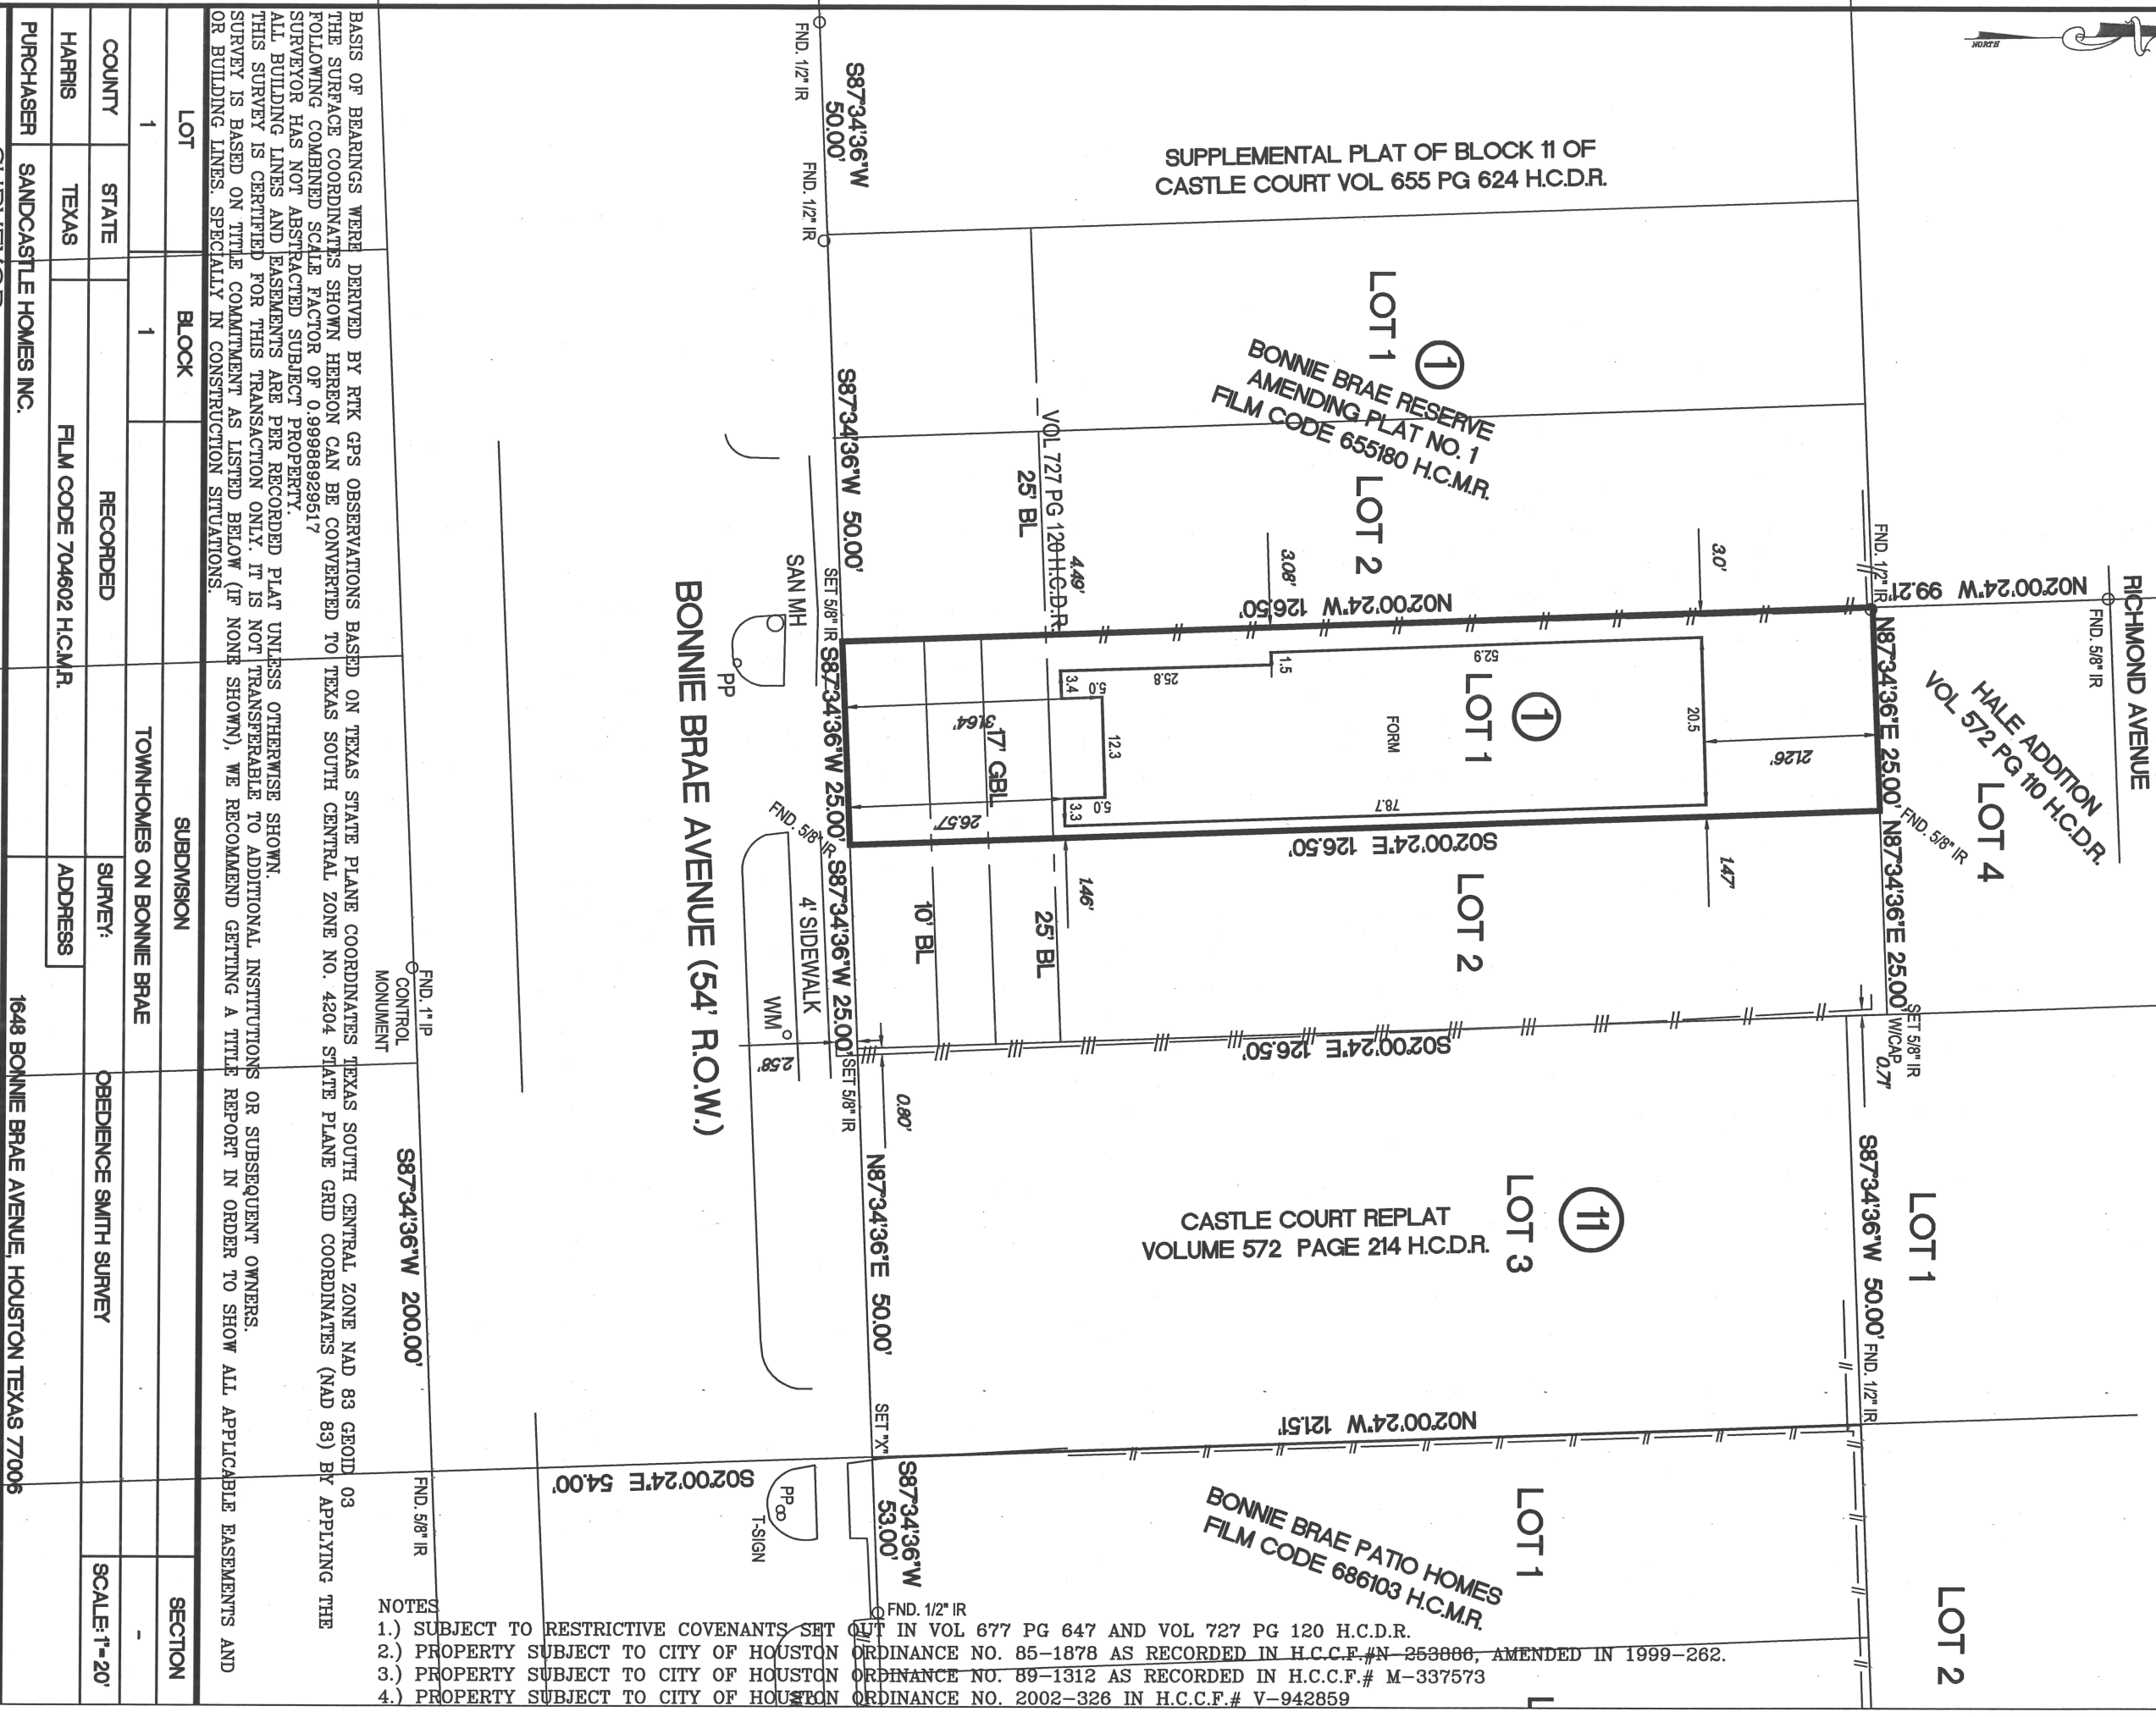 NORTH
RICHMOND AVENUE
FND. 5/8" IR
N02°00'24"W 99.21'
FND. 1/2" IR
HALE ADDITION
VOL 572 PG 110 H.C.D.R.
LOT 4
N87°34'36"E 25.00'
FND. 5/8" IR
N87°34'36"E 25.00'
SET 5/8" IR
W/CAP
0.71'
S87°34'36"W 50.00'
FND. 1/2" IR
LOT 1
LOT 2
SUPPLEMENTAL PLAT OF BLOCK 11 OF
CASTLE COURT VOL 655 PG 624 H.C.D.R.
LOT 1
1
BONNIE BRAE RESERVE
AMENDING PLAT NO. 1
FILM CODE 655180 H.C.M.R.
LOT 2
VOL 727 PG 120 H.C.D.R.
25' BL
4.49'
3.08'
3.0'
N02°00'24"W 126.50'
1
LOT 1
FORM
52.9
1.5
25.8
3.4
5.0
12.3
5.0
3.3
78.7
20.5
21.26'
31.64'
17' GBL
26.57'
S02°00'24"E 126.50'
1.46'
1.47'
LOT 2
10' BL
25' BL
S02°00'24"E 126.50'
0.80'
11
LOT 3
CASTLE COURT REPLAT
VOLUME 572 PAGE 214 H.C.D.R.
N02°00'24"W 121.51'
LOT 1
BONNIE BRAE PATIO HOMES
FILM CODE 686103 H.C.M.R.
FND. 1/2" IR
S87°34'36"W
50.00'
FND. 1/2" IR
S87°34'36"W 50.00'
SET 5/8" IR
S87°34'36"W 25.00'
FND. 5/8" IR
S87°34'36"W 25.00'
SET 5/8" IR
N87°34'36"E 50.00'
SET "X"
S87°34'36"W
53.00'
FND. 1/2" IR
SAN MH
PP
4' SIDEWALK
WM
2.58'
BONNIE BRAE AVENUE (54' R.O.W.)
PP
T-SIGN
S02°00'24"E 54.00'
FND. 1" IP
CONTROL
MONUMENT
S87°34'36"W 200.00'
FND. 5/8" IR
NOTES
1.) SUBJECT TO RESTRICTIVE COVENANTS SET OUT IN VOL 677 PG 647 AND VOL 727 PG 120 H.C.D.R.
2.) PROPERTY SUBJECT TO CITY OF HOUSTON ORDINANCE NO. 85-1878 AS RECORDED IN H.C.C.F.#N-253886, AMENDED IN 1999-262.
3.) PROPERTY SUBJECT TO CITY OF HOUSTON ORDINANCE NO. 89-1312 AS RECORDED IN H.C.C.F.# M-337573
4.) PROPERTY SUBJECT TO CITY OF HOUSTON ORDINANCE NO. 2002-326 IN H.C.C.F.# V-942859
BASIS OF BEARINGS WERE DERIVED BY RTK GPS OBSERVATIONS BASED ON TEXAS STATE PLANE COORDINATES TEXAS SOUTH CENTRAL ZONE NAD 83 GEOID 03
THE SURFACE COORDINATES SHOWN HEREON CAN BE CONVERTED TO TEXAS SOUTH CENTRAL ZONE NO. 4204 STATE PLANE GRID COORDINATES (NAD 83) BY APPLYING THE
FOLLOWING COMBINED SCALE FACTOR OF 0.99988929517
SURVEYOR HAS NOT ABSTRACTED SUBJECT PROPERTY.
ALL BUILDING LINES AND EASEMENTS ARE PER RECORDED PLAT UNLESS OTHERWISE SHOWN.
THIS SURVEY IS CERTIFIED FOR THIS TRANSACTION ONLY. IT IS NOT TRANSFERABLE TO ADDITIONAL INSTITUTIONS OR SUBSEQUENT OWNERS.
SURVEY IS BASED ON TITLE COMMITMENT AS LISTED BELOW (IF NONE SHOWN), WE RECOMMEND GETTING A TITLE REPORT IN ORDER TO SHOW ALL APPLICABLE EASEMENTS AND
OR BUILDING LINES. SPECIALLY IN CONSTRUCTION SITUATIONS.
LOT BLOCK SUBDIVISION SECTION
1 1 TOWNHOMES ON BONNIE BRAE -
COUNTY STATE RECORDED SURVEY: OBEDIENCE SMITH SURVEY SCALE: 1"=20'
HARRIS TEXAS FILM CODE 704602 H.C.M.R. ADDRESS
PURCHASER SANDCASTLE HOMES INC. 1648 BONNIE BRAE AVENUE, HOUSTON TEXAS 77006